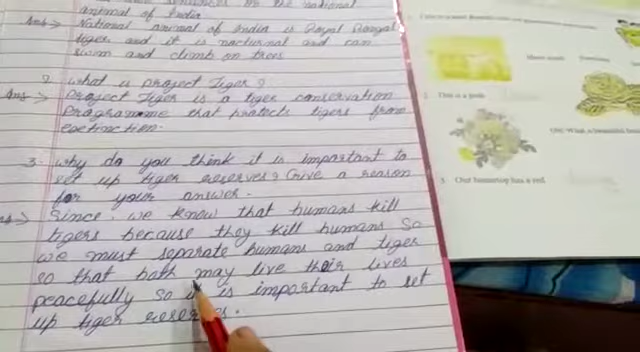 animal of India
Ans -> National animal of India is Royal Bengal
tiger and it is nocturnal and can
swim and climb on trees
2. what is project Tiger?
Ans -> Project Tiger is a tiger conservation
Programme that protects tigers from
extinction.
3. why do you think it is important to
set up tiger reserves? Give a reason
for your answer.
Ans -> Since, we know that humans kill
tigers because they kill humans so
we must separate humans and tiger
so that both may live their lives
peacefully so it is important to set
up tiger reserves.
2. This is a pink
3. Our Bunny has a red